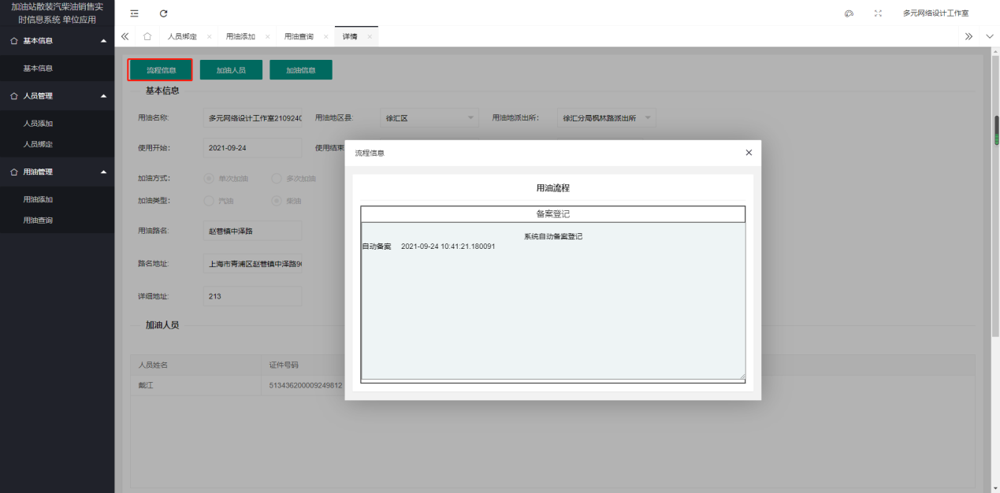 加油站散装汽柴油销售实
时信息系统 单位应用
多元网络设计工作室
基本信息
基本信息
人员管理
人员添加
人员绑定
用油管理
用油添加
用油查询
人员绑定
用油添加
用油查询
详情
流程信息
加油人员
加油信息
基本信息
用油名称:
多元网络设计工作室210924
用油地区县:
徐汇区
用油地派出所:
徐汇分局枫林路派出所
使用开始:
2021-09-24
使用结束
加油方式:
单次加油
多次加油
加油类型:
汽油
柴油
用油路名:
赵巷镇中泽路
路名地址:
上海市青浦区赵巷镇中泽路
详细地址:
213
加油人员
人员姓名
证件号码
戴江
513436200009249812
流程信息
用油流程
备案登记
系统自动备案登记
自动备案 2021-09-24 10:41:21.180091